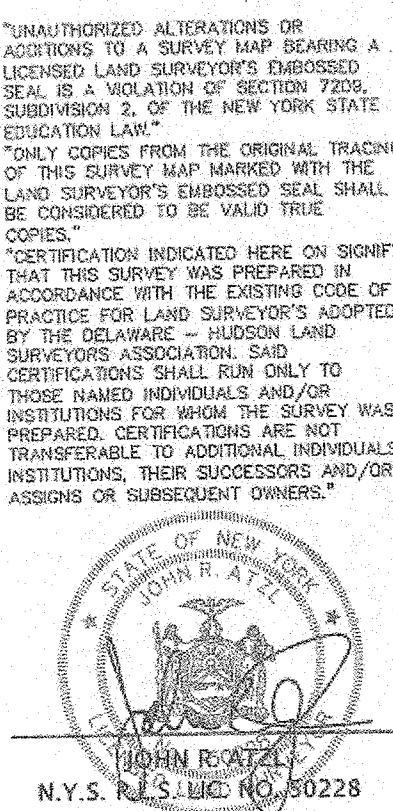 "UNAUTHORIZED ALTERATIONS OR
ADDITIONS TO A SURVEY MAP BEARING A
LICENSED LAND SURVEYOR'S EMBOSSED
SEAL IS A VIOLATION OF SECTION 7209,
SUBDIVISION 2, OF THE NEW YORK STATE
EDUCATION LAW."
"ONLY COPIES FROM THE ORIGINAL TRACING
OF THIS SURVEY MAP MARKED WITH THE
LAND SURVEYOR'S EMBOSSED SEAL SHALL
BE CONSIDERED TO BE VALID TRUE
COPIES."
"CERTIFICATION INDICATED HERE ON SIGNIF
THAT THIS SURVEY WAS PREPARED IN
ACCORDANCE WITH THE EXISTING CODE OF
PRACTICE FOR LAND SURVEYOR'S ADOPTED
BY THE DELAWARE – HUDSON LAND
SURVEYORS ASSOCIATION. SAID
CERTIFICATIONS SHALL RUN ONLY TO
THOSE NAMED INDIVIDUALS AND/OR
INSTITUTIONS FOR WHOM THE SURVEY WAS
PREPARED. CERTIFICATIONS ARE NOT
TRANSFERABLE TO ADDITIONAL INDIVIDUALS
INSTITUTIONS, THEIR SUCCESSORS AND/OR
ASSIGNS OR SUBSEQUENT OWNERS."
STATE OF NEW YORK
JOHN R. ATZL
JOHN R. ATZL,
N.Y.S. R.L.S. LIC. NO. 50228